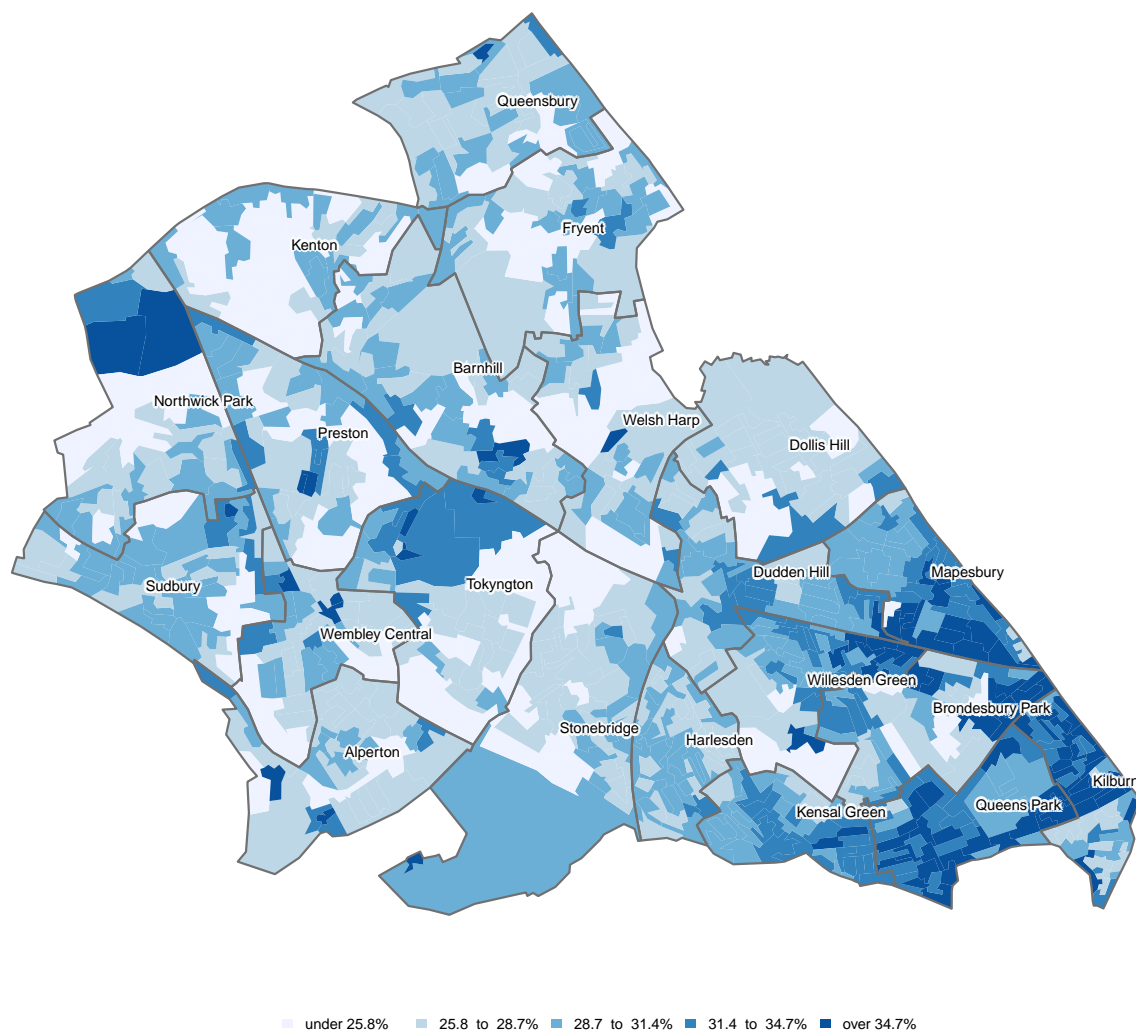 Queensbury
Fryent
Kenton
Barnhill
Northwick Park
Welsh Harp
Preston
Dollis Hill
Dudden Hill
Mapesbury
Tokyngton
Sudbury
Wembley Central
Willesden Green
Brondesbury Park
Stonebridge
Harlesden
Alperton
Kilburn
Queens Park
Kensal Green
under 25.8%
25.8 to 28.7%
28.7 to 31.4%
31.4 to 34.7%
over 34.7%